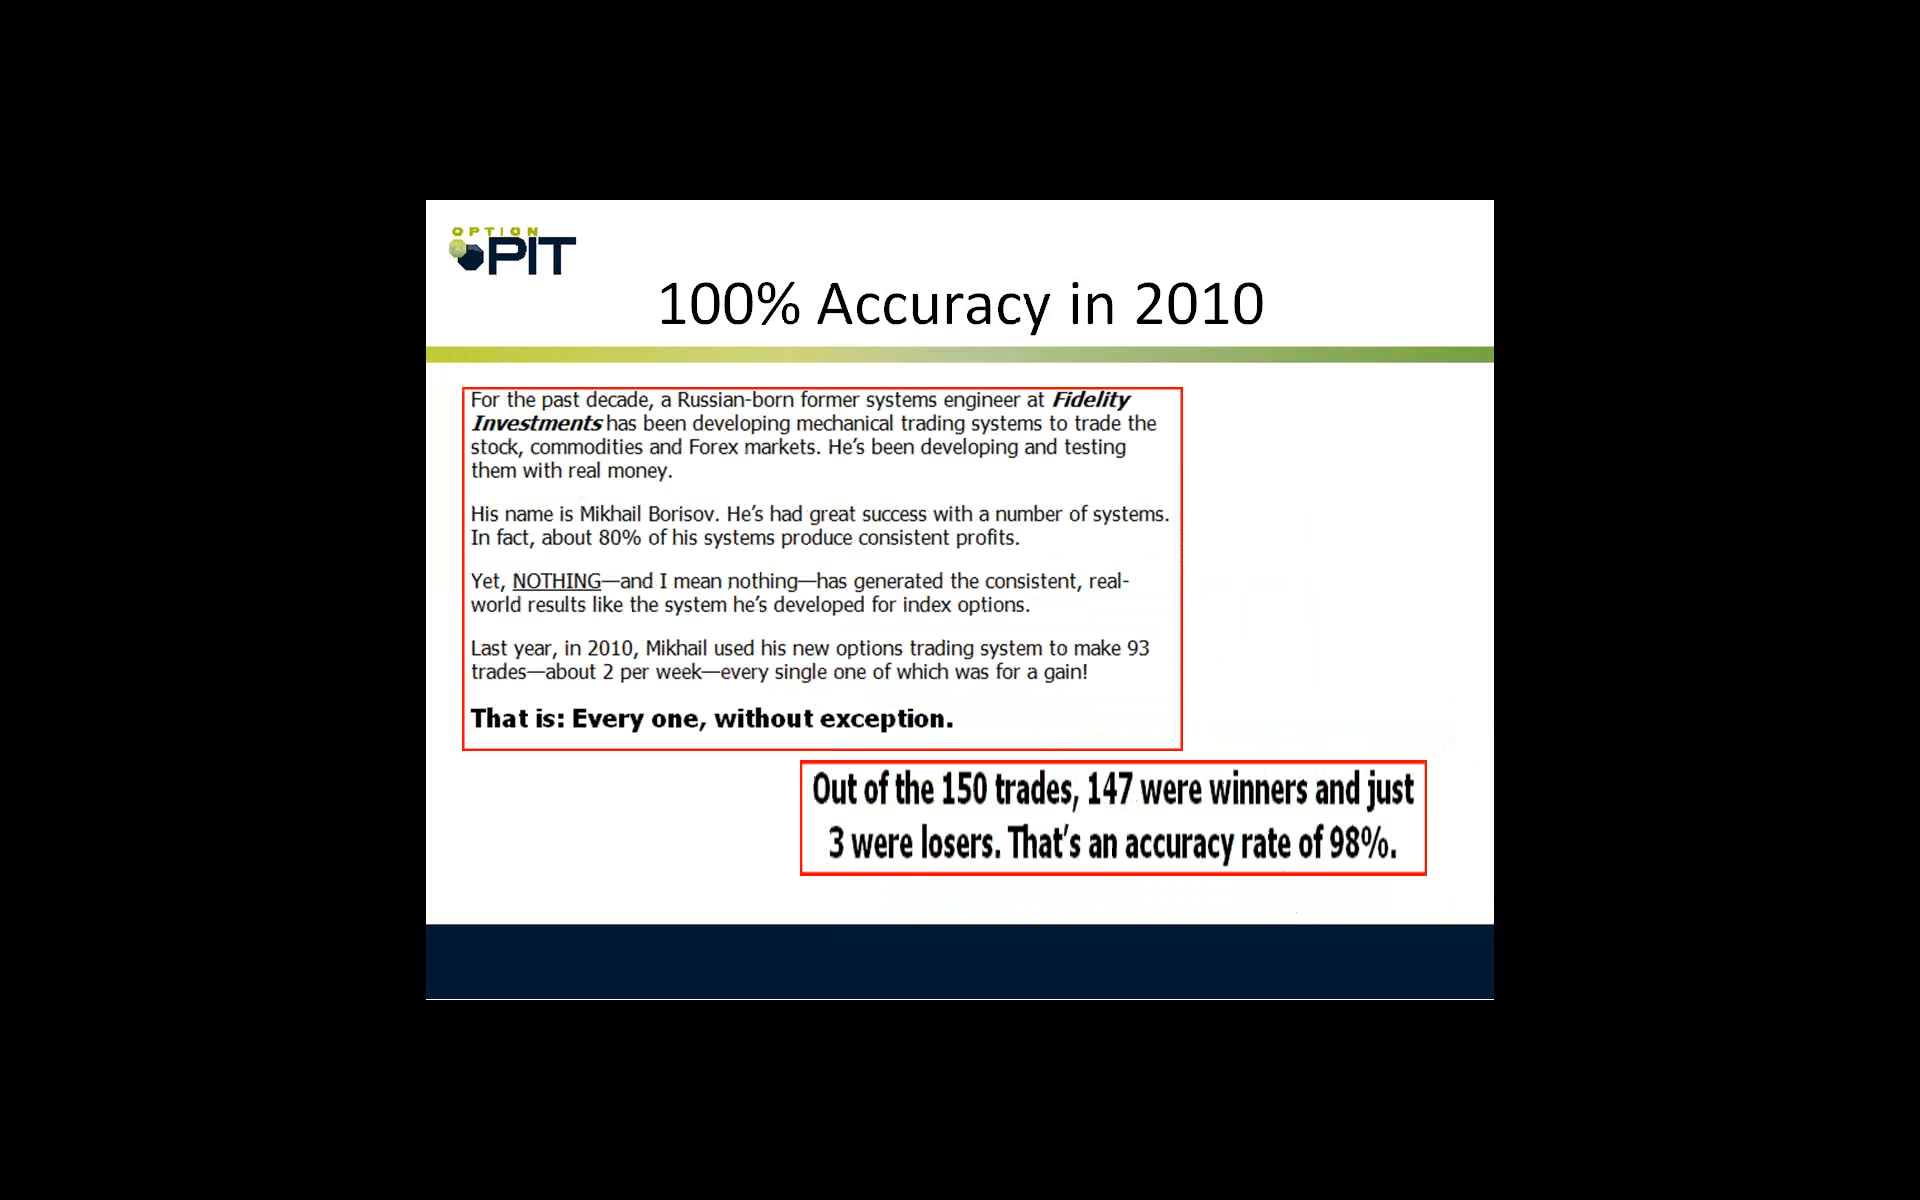 OPTION
PIT
100% Accuracy in 2010
For the past decade, a Russian-born former systems engineer at Fidelity
Investments has been developing mechanical trading systems to trade the
stock, commodities and Forex markets. He's been developing and testing
them with real money.
His name is Mikhail Borisov. He's had great success with a number of systems.
In fact, about 80% of his systems produce consistent profits.
Yet, NOTHING—and I mean nothing—has generated the consistent, real-
world results like the system he's developed for index options.
Last year, in 2010, Mikhail used his new options trading system to make 93
trades—about 2 per week—every single one of which was for a gain!
That is: Every one, without exception.
Out of the 150 trades, 147 were winners and just
3 were losers. That's an accuracy rate of 98%.